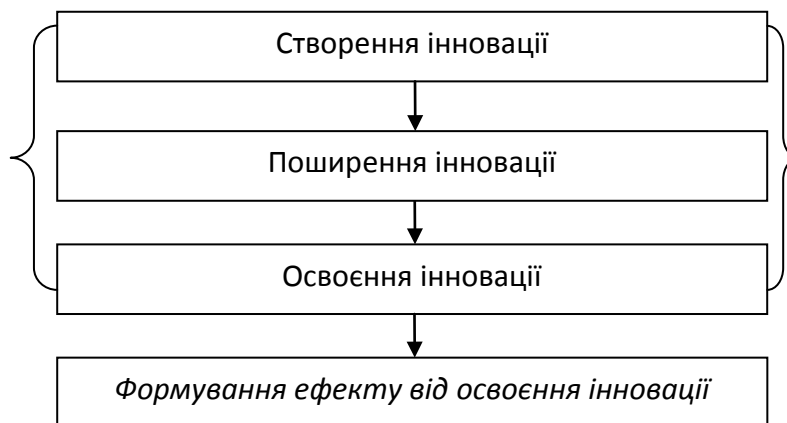 Створення інновації
Поширення інновації
Освоєння інновації
Формування ефекту від освоєння інновації